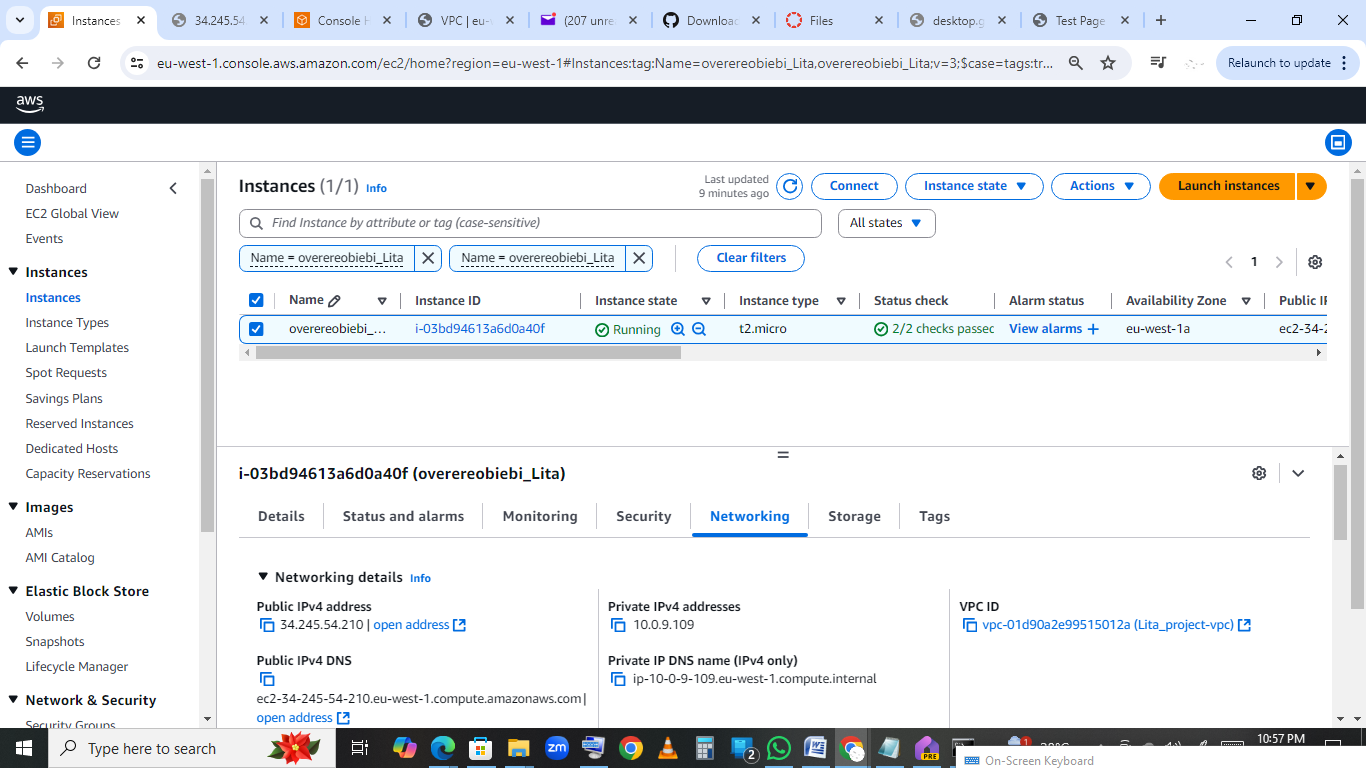 Instances
34.245.54
Console H
VPC | eu-
(207 unre
Downloac
Files
desktop.g
Test Page
eu-west-1.console.aws.amazon.com/ec2/home?region=eu-west-1#Instances:tag:Name=overereobiebi_Lita,overereobiebi_Lita;v=3;$case=tags:tr...
Relaunch to update
aws
Dashboard
EC2 Global View
Events
Instances
Instances
Instance Types
Launch Templates
Spot Requests
Savings Plans
Reserved Instances
Dedicated Hosts
Capacity Reservations
Images
AMIs
AMI Catalog
Elastic Block Store
Volumes
Snapshots
Lifecycle Manager
Network & Security
Security Groups
Instances (1/1) Info
Last updated
9 minutes ago
Connect
Instance state
Actions
Launch instances
Find Instance by attribute or tag (case-sensitive)
All states
Name = overereobiebi_Lita
Name = overereobiebi_Lita
Clear filters
1
Name Instance ID Instance state Instance type Status check Alarm status Availability Zone Public IP
overereobiebi_... i-03bd94613a6d0a40f Running t2.micro 2/2 checks passec View alarms + eu-west-1a ec2-34-2
i-03bd94613a6d0a40f (overereobiebi_Lita)
Details Status and alarms Monitoring Security Networking Storage Tags
Networking details Info
Public IPv4 address
34.245.54.210 | open address
Public IPv4 DNS
ec2-34-245-54-210.eu-west-1.compute.amazonaws.com |
open address
Private IPv4 addresses
10.0.9.109
Private IP DNS name (IPv4 only)
ip-10-0-9-109.eu-west-1.compute.internal
VPC ID
vpc-01d90a2e99515012a (Lita_project-vpc)
Type here to search
zm
2
PRE
1
10:57 PM
On-Screen Keyboard